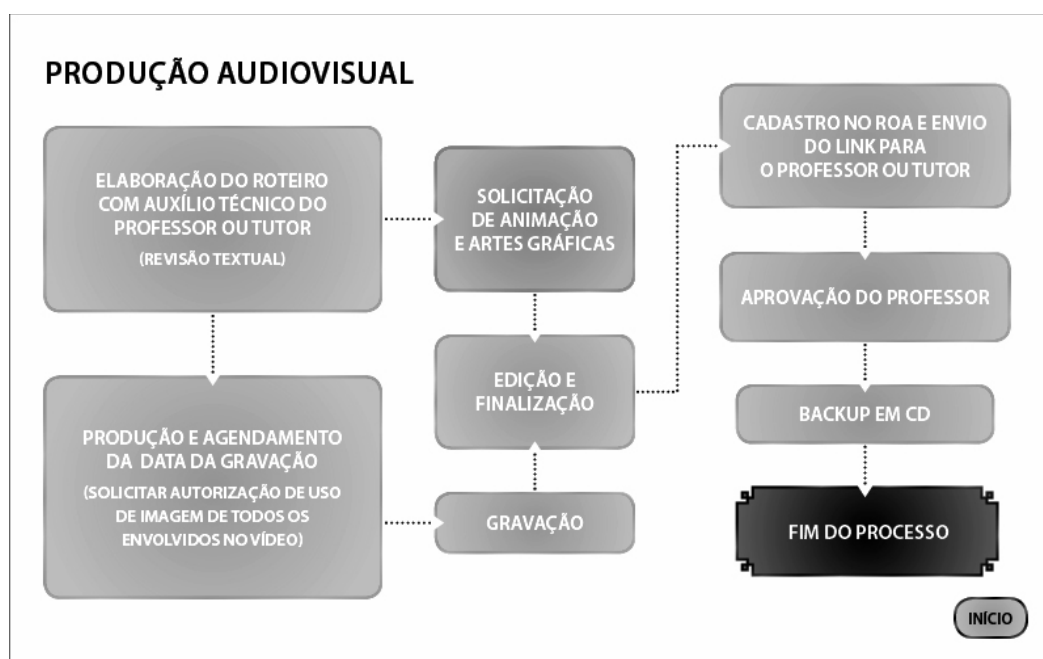 PRODUÇÃO AUDIOVISUAL
ELABORAÇÃO DO ROTEIRO
COM AUXÍLIO TÉCNICO DO
PROFESSOR OU TUTOR
(REVISÃO TEXTUAL)
PRODUÇÃO E AGENDAMENTO
DA DATA DA GRAVAÇÃO
(SOLICITAR AUTORIZAÇÃO DE USO
DE IMAGEM DE TODOS OS
ENVOLVIDOS NO VÍDEO)
SOLICITAÇÃO
DE ANIMAÇÃO
E ARTES GRÁFICAS
EDIÇÃO E
FINALIZAÇÃO
GRAVAÇÃO
CADASTRO NO ROA E ENVIO
DO LINK PARA
O PROFESSOR OU TUTOR
APROVAÇÃO DO PROFESSOR
BACKUP EM CD
FIM DO PROCESSO
INÍCIO